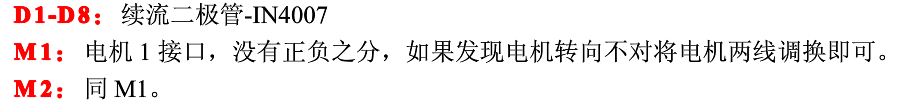 D1-D8：续流二极管-IN4007
M1：电机 1 接口，没有正负之分，如果发现电机转向不对将电机两线调换即可。
M2：同 M1。